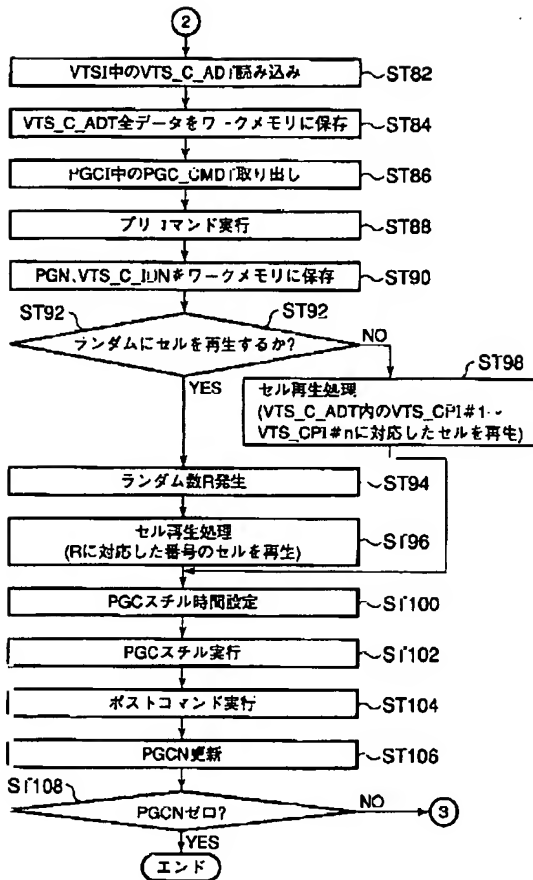 2
VTSI中のVTS_C_ADT読み込み
ST82
VTS_C_ADT全データをワークメモリに保存
ST84
PGCI中のPGC_CMDT取り出し
ST86
プリコマンド実行
ST88
PGN、VTS_C_IDN#ワークメモリに保存
ST90
ST92
ST92
ランダムにセルを再生するか?
NO
YES
ST98
セル再生処理
(VTS_C_ADT内のVTS_CPI#1~
VTS_CPI#nに対応したセルを再生)
ランダム数R発生
ST94
セル再生処理
(Rに対応した番号のセルを再生)
ST96
PGCスチル時間設定
ST100
PGCスチル実行
ST102
ポストコマンド実行
ST104
PGCN更新
ST106
ST108
PGCNゼロ?
NO
3
YES
エンド